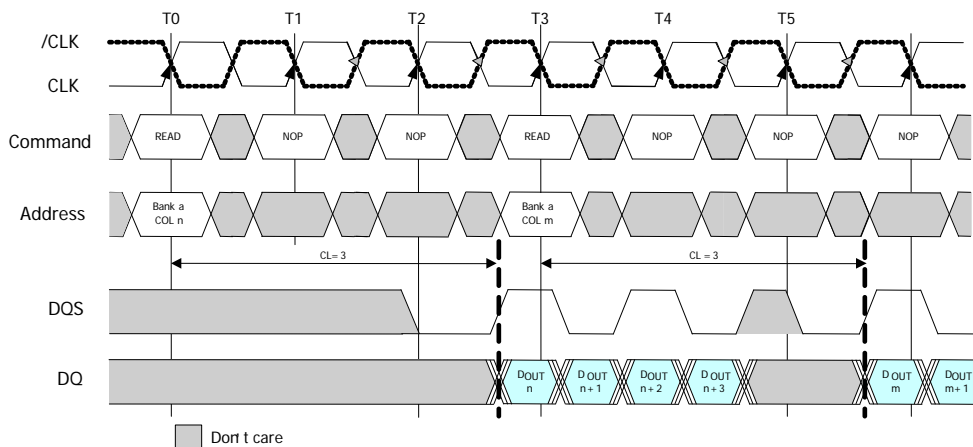 T0 T1 T2 T3 T4 T5
/CLK
CLK
Command READ NOP NOP READ NOP NOP NOP
Address Bank a COL n Bank a COL m
CL= 3 CL = 3
DQS
DQ DOUT n DOUT n+1 DOUT n+2 DOUT n+3 DOUT m DOUT m+1
Don't care